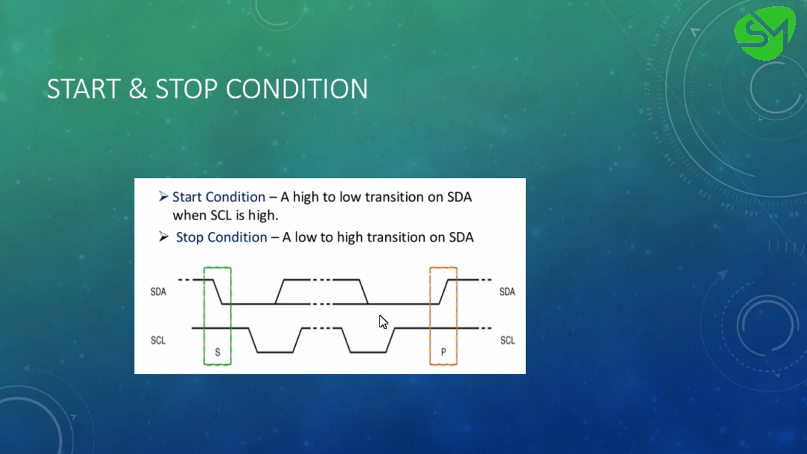 SM
START & STOP CONDITION
➢ Start Condition – A high to low transition on SDA
when SCL is high.
➢ Stop Condition – A low to high transition on SDA
SDA SDA
SCL SCL
S P